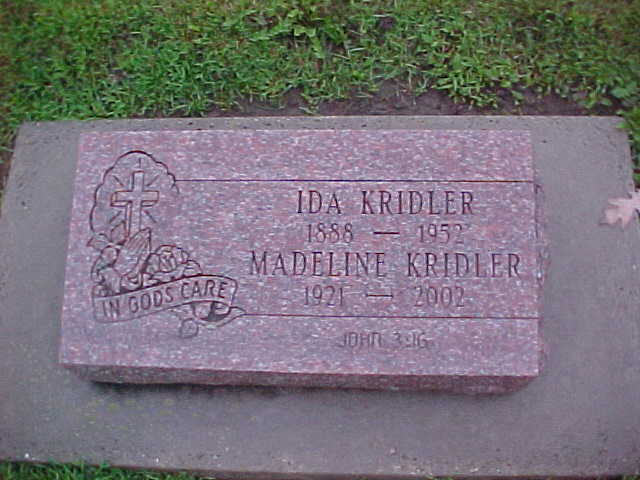 IN GODS CARE
IDA KRIDLER
1888 — 1952
MADELINE KRIDLER
1921 — 2002
JOHN 3:16